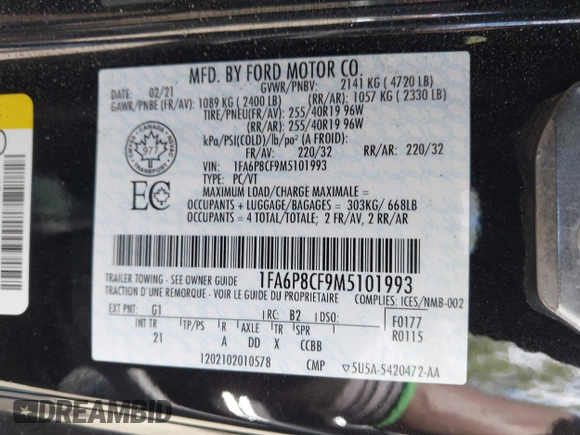 MFD. BY FORD MOTOR CO.
DATE: 02/21 GVWR/PNBV: 2141 KG ( 4720 LB)
GAWR/PNBE (FR/AV): 1089 KG ( 2400 LB) (RR/AR): 1057 KG ( 2330 LB)
TIRE/PNEU(FR/AV): 255/40R19 96W
(RR/AR): 255/40R19 96W
kPa/PSI(COLD)/lb/po² (A FROID):
FR/AV: 220/32 RR/AR: 220/32
CANADA
977
TRANSPORT
VIN: 1FA6P8CF9M5101993
TYPE: PC/VT
EC
MAXIMUM LOAD/CHARGE MAXIMALE =
OCCUPANTS + LUGGAGE/BAGAGES = 303KG/ 668LB
OCCUPANTS = 4 TOTAL/TOTALE; 2 FR/AV, 2 RR/AR
TRAILER TOWING - SEE OWNER GUIDE 1FA6P8CF9M5101993
TRACTION D'UNE REMORQUE - VOIR LE GUIDE DU PROPRIETAIRE COMPLIES: ICES/NMB-002
EXT PNT: G1 RC: B2 DSO: F0177
INT TR TP/PS R AXLE TR SPR R0115
21 A DD X CCBB
1202102010578 CMP 5U5A-5420472-AA
DREAMBID